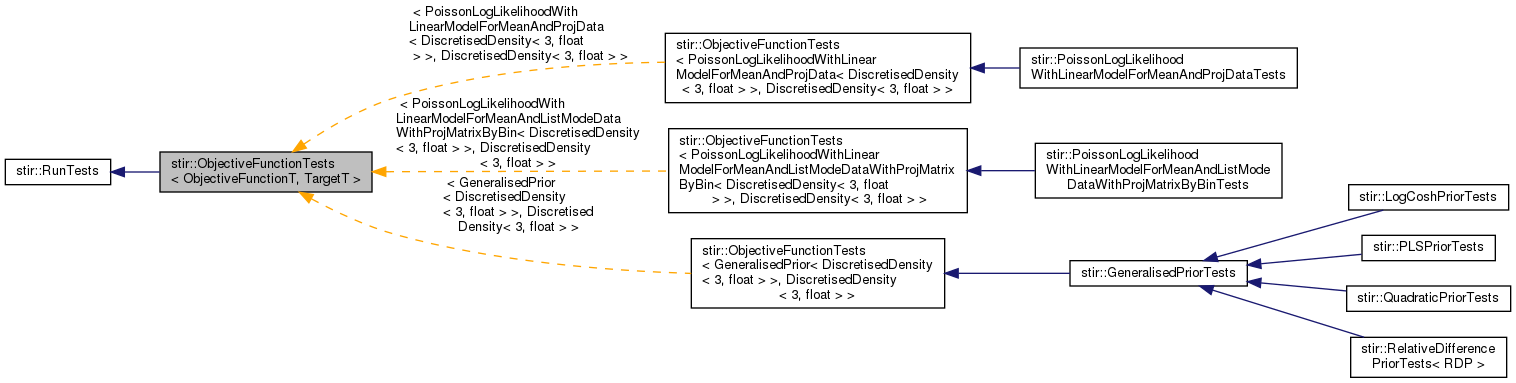 stir::RunTests
stir::ObjectiveFunctionTests
< ObjectiveFunctionT, TargetT >
< PoissonLogLikelihoodWith
LinearModelForMeanAndProjData
< DiscretisedDensity< 3, float
> >, DiscretisedDensity< 3, float > >
stir::ObjectiveFunctionTests
< PoissonLogLikelihoodWithLinear
ModelForMeanAndProjData< DiscretisedDensity
< 3, float > >, DiscretisedDensity< 3, float > >
stir::PoissonLogLikelihood
WithLinearModelForMeanAndProjDataTests
< PoissonLogLikelihoodWith
LinearModelForMeanAndListModeData
WithProjMatrixByBin< DiscretisedDensity
< 3, float > >, DiscretisedDensity
< 3, float > >
stir::ObjectiveFunctionTests
< PoissonLogLikelihoodWithLinear
ModelForMeanAndListModeDataWithProjMatrix
ByBin< DiscretisedDensity< 3, float
> >, DiscretisedDensity< 3, float > >
stir::PoissonLogLikelihood
WithLinearModelForMeanAndListMode
DataWithProjMatrixByBinTests
< GeneralisedPrior
< DiscretisedDensity
< 3, float > >, Discretised
Density< 3, float > >
stir::ObjectiveFunctionTests
< GeneralisedPrior< DiscretisedDensity
< 3, float > >, DiscretisedDensity
< 3, float > >
stir::GeneralisedPriorTests
stir::LogCoshPriorTests
stir::PLSPriorTests
stir::QuadraticPriorTests
stir::RelativeDifference
PriorTests< RDP >